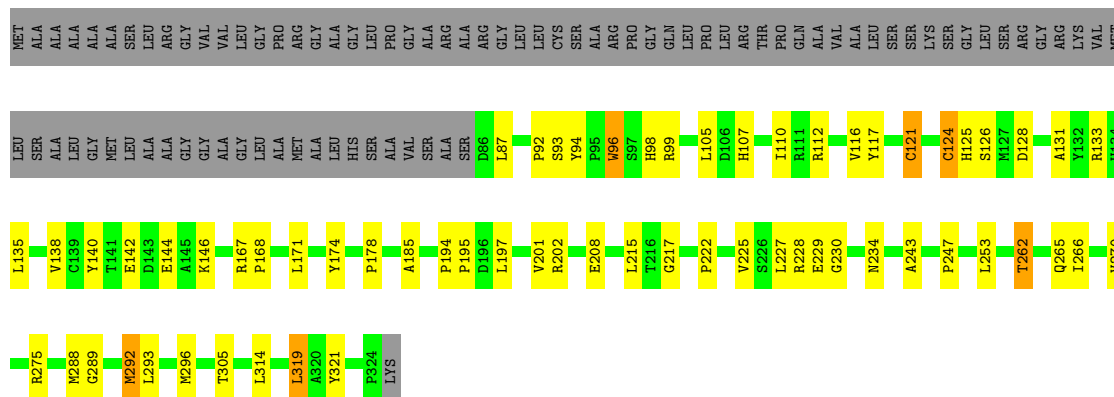 MET ALA ALA ALA ALA ALA SER LEU ARG GLY VAL VAL LEU GLY PRO ARG GLY ALA GLY LEU PRO GLY ALA ARG ALA ARG GLY LEU LEU CYS SER ALA ARG PRO GLY GLN LEU PRO LEU ARG THR PRO GLN ALA VAL ALA LEU SER SER LYS SER GLY LEU SER ARG GLY ARG LYS VAL MET
LEU SER ALA LEU GLY MET LEU ALA ALA GLY GLY ALA GLY LEU ALA MET ALA LEU HIS SER ALA VAL SER ALA SER D86 L87 P92 S93 Y94 P95 W96 S97 H98 R99 L105 D106 H107 I110 R111 R112 V116 Y117 C121 C124 H125 S126 M127 D128 A131 Y132 R133
L135 V138 C139 Y140 T141 E142 D143 E144 A145 K146 R167 P168 L171 Y174 P178 A185 P194 P195 D196 L197 V201 R202 E208 L215 T216 G217 P222 V225 S226 L227 R228 E229 G230 N234 A243 P247 L253 T262 Q265 I266
R275 M288 G289 M292 L293 M296 T305 L314 L319 A320 Y321 P324 LYS